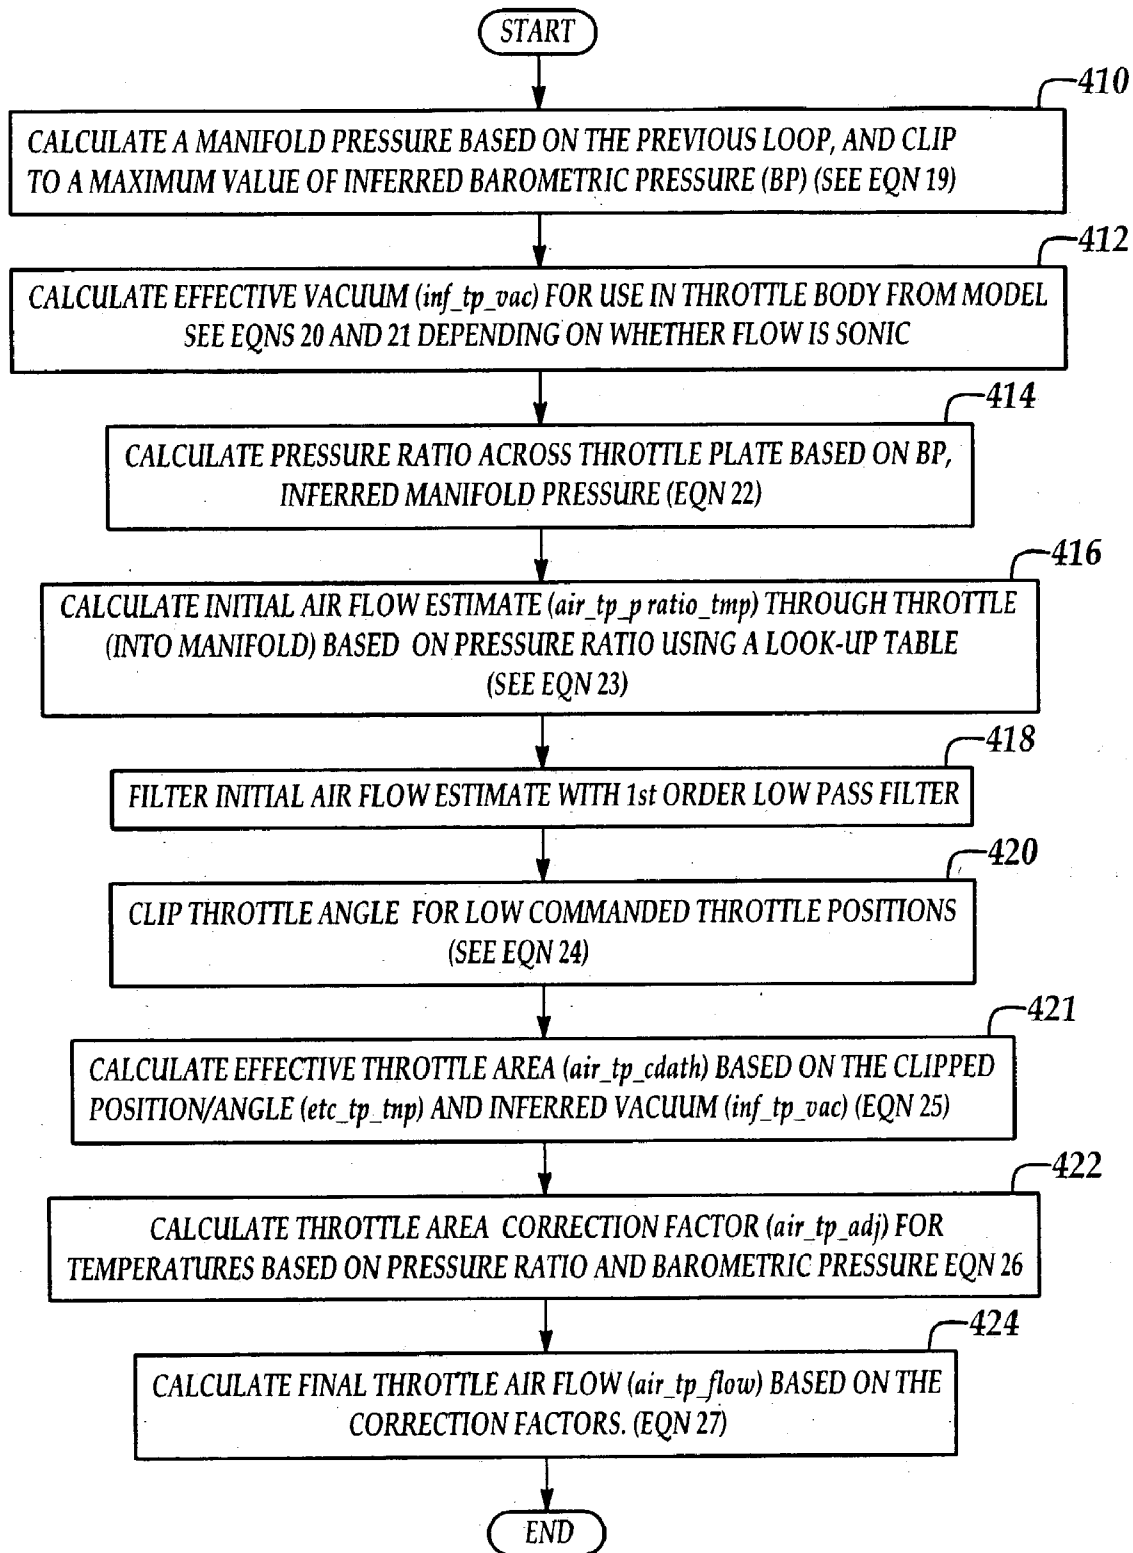 START
410
CALCULATE A MANIFOLD PRESSURE BASED ON THE PREVIOUS LOOP, AND CLIP
TO A MAXIMUM VALUE OF INFERRED BAROMETRIC PRESSURE (BP) (SEE EQN 19)
412
CALCULATE EFFECTIVE VACUUM (inf_tp_vac) FOR USE IN THROTTLE BODY FROM MODEL
SEE EQNS 20 AND 21 DEPENDING ON WHETHER FLOW IS SONIC
414
CALCULATE PRESSURE RATIO ACROSS THROTTLE PLATE BASED ON BP,
INFERRED MANIFOLD PRESSURE (EQN 22)
416
CALCULATE INITIAL AIR FLOW ESTIMATE (air_tp_p ratio_tmp) THROUGH THROTTLE
(INTO MANIFOLD) BASED ON PRESSURE RATIO USING A LOOK-UP TABLE
(SEE EQN 23)
418
FILTER INITIAL AIR FLOW ESTIMATE WITH 1st ORDER LOW PASS FILTER
420
CLIP THROTTLE ANGLE FOR LOW COMMANDED THROTTLE POSITIONS
(SEE EQN 24)
421
CALCULATE EFFECTIVE THROTTLE AREA (air_tp_cdath) BASED ON THE CLIPPED
POSITION/ANGLE (etc_tp_tnp) AND INFERRED VACUUM (inf_tp_vac) (EQN 25)
422
CALCULATE THROTTLE AREA CORRECTION FACTOR (air_tp_adj) FOR
TEMPERATURES BASED ON PRESSURE RATIO AND BAROMETRIC PRESSURE EQN 26
424
CALCULATE FINAL THROTTLE AIR FLOW (air_tp_flow) BASED ON THE
CORRECTION FACTORS. (EQN 27)
END